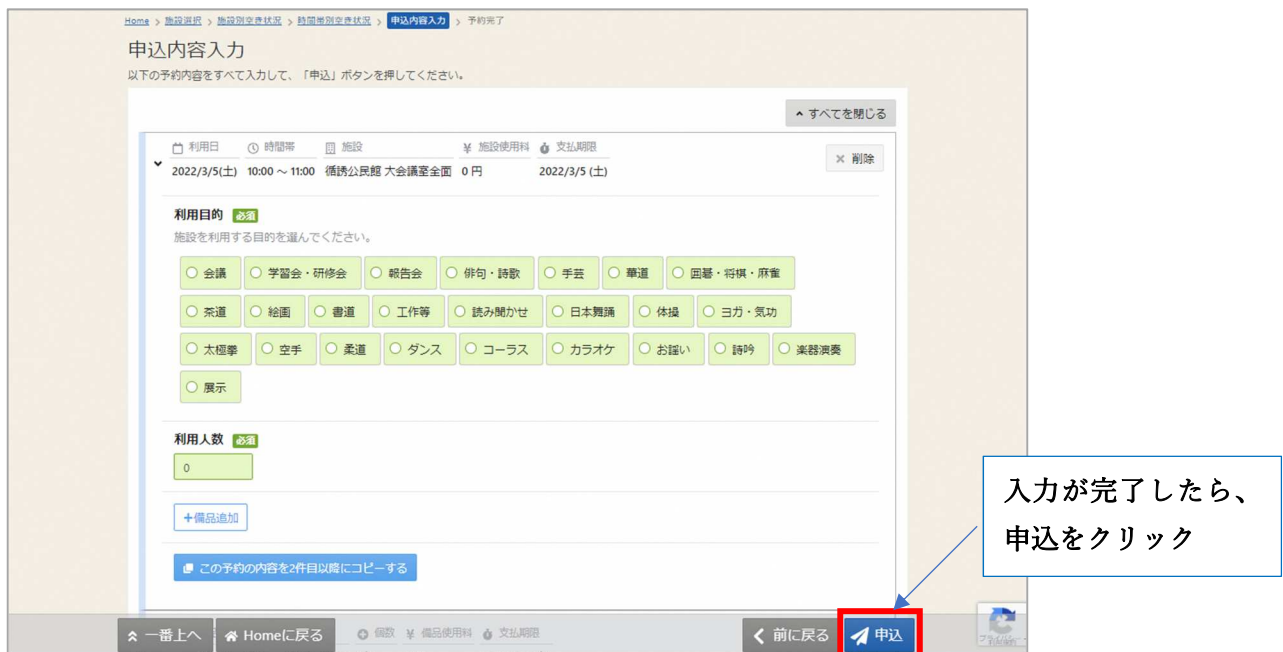 Home > 施設選択 > 施設別空き状況 > 時間帯別空き状況 > 申込内容入力 > 予約完了
申込内容入力
以下の予約内容をすべて入力して、「申込」ボタンを押してください。
すべてを閉じる
利用日 時間帯 施設 ¥ 施設使用料 支払期限
× 削除
2022/3/5(土) 10:00 ～ 11:00 循誘公民館 大会議室全面 0 円 2022/3/5 (土)
利用目的 必須
施設を利用する目的を選んでください。
会議 学習会・研修会 報告会 俳句・詩歌 手芸 華道 囲碁・将棋・麻雀
茶道 絵画 書道 工作等 読み聞かせ 日本舞踊 体操 ヨガ・気功
太極拳 空手 柔道 ダンス コーラス カラオケ お謡い 詩吟 楽器演奏
展示
利用人数 必須
0
+備品追加
この予約の内容を2件目以降にコピーする
入力が完了したら、
申込をクリック
一番上へ Homeに戻る 個数 ¥ 備品使用料 支払期限 前に戻る 申込